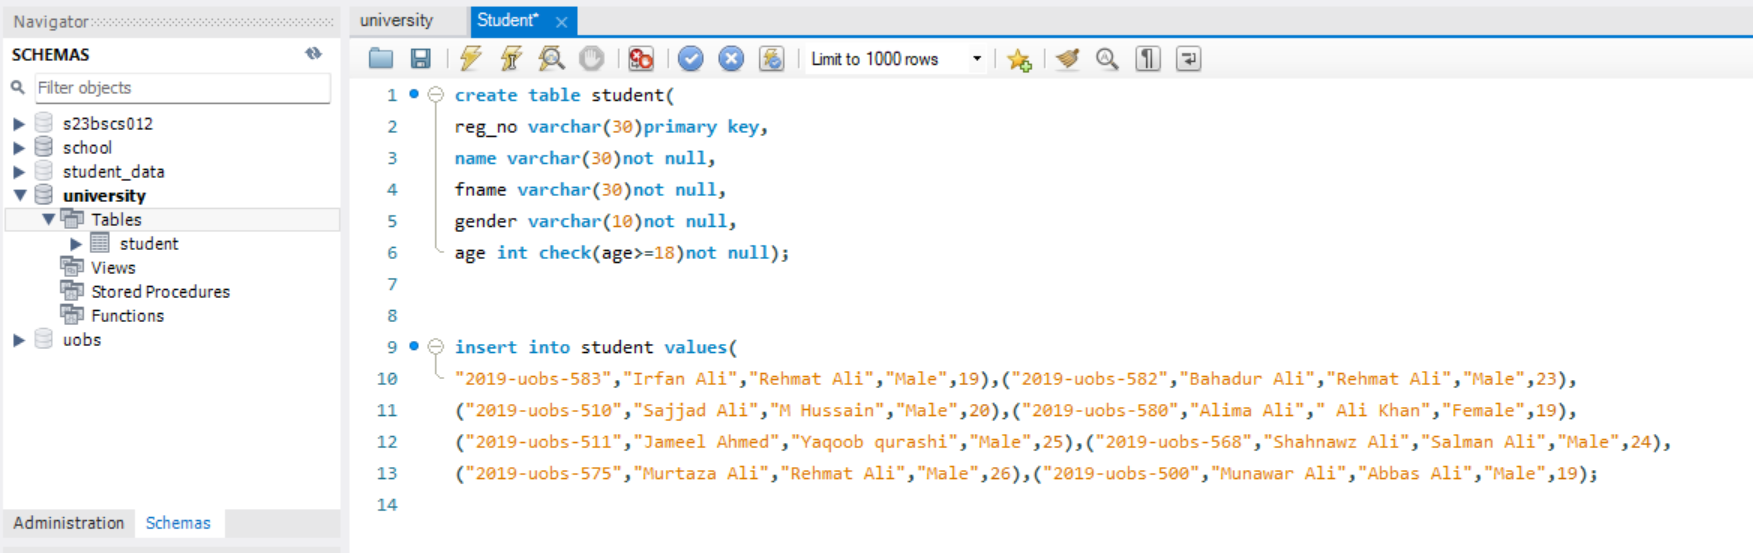 Navigator
SCHEMAS
Filter objects
s23bscs012
school
student_data
university
Tables
student
Views
Stored Procedures
Functions
uobs
Administration Schemas
university Student*
Limit to 1000 rows
1 create table student(
2 reg_no varchar(30)primary key,
3 name varchar(30)not null,
4 fname varchar(30)not null,
5 gender varchar(10)not null,
6 age int check(age>=18)not null);
7
8
9 insert into student values(
10 "2019-uobs-583","Irfan Ali","Rehmat Ali","Male",19),("2019-uobs-582","Bahadur Ali","Rehmat Ali","Male",23),
11 ("2019-uobs-510","Sajjad Ali","M Hussain","Male",20),("2019-uobs-580","Alima Ali"," Ali Khan","Female",19),
12 ("2019-uobs-511","Jameel Ahmed","Yaqoob qurashi","Male",25),("2019-uobs-568","Shahnawz Ali","Salman Ali","Male",24),
13 ("2019-uobs-575","Murtaza Ali","Rehmat Ali","Male",26),("2019-uobs-500","Munawar Ali","Abbas Ali","Male",19);
14